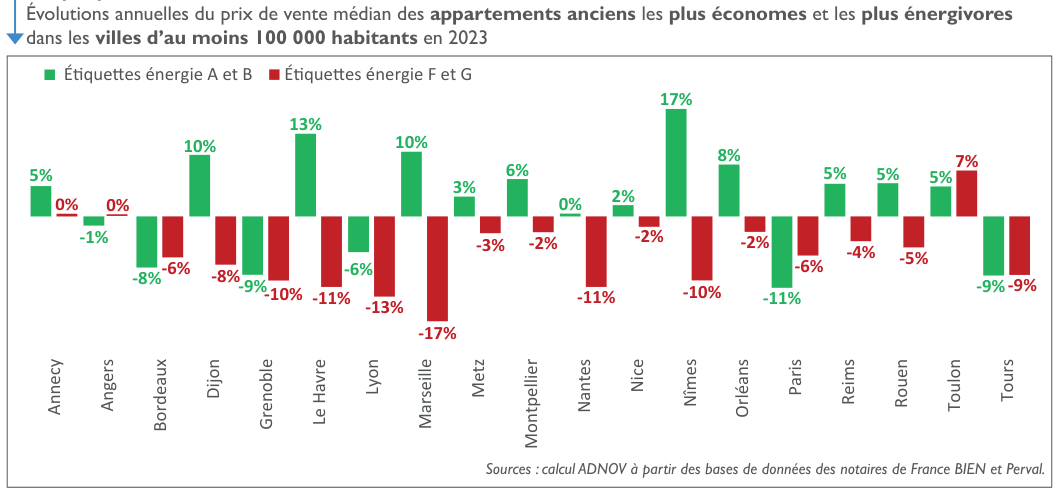 Évolutions annuelles du prix de vente médian des appartements anciens les plus économes et les plus énergivores
dans les villes d'au moins 100 000 habitants en 2023
Étiquettes énergie A et B Étiquettes énergie F et G
5% 0% -1% 0% -8% -6% 10% -8% -9% -10% 13% -11% -6% -13% 10% -17% 3% -3% 6% -2% 0% -11% 2% -2% 17% -10% 8% -2% -11% -6% 5% -4% 5% -5% 5% 7% -9% -9%
Annecy
Angers
Bordeaux
Dijon
Grenoble
Le Havre
Lyon
Marseille
Metz
Montpellier
Nantes
Nice
Nîmes
Orléans
Paris
Reims
Rouen
Toulon
Tours
Sources : calcul ADNOV à partir des bases de données des notaires de France BIEN et Perval.